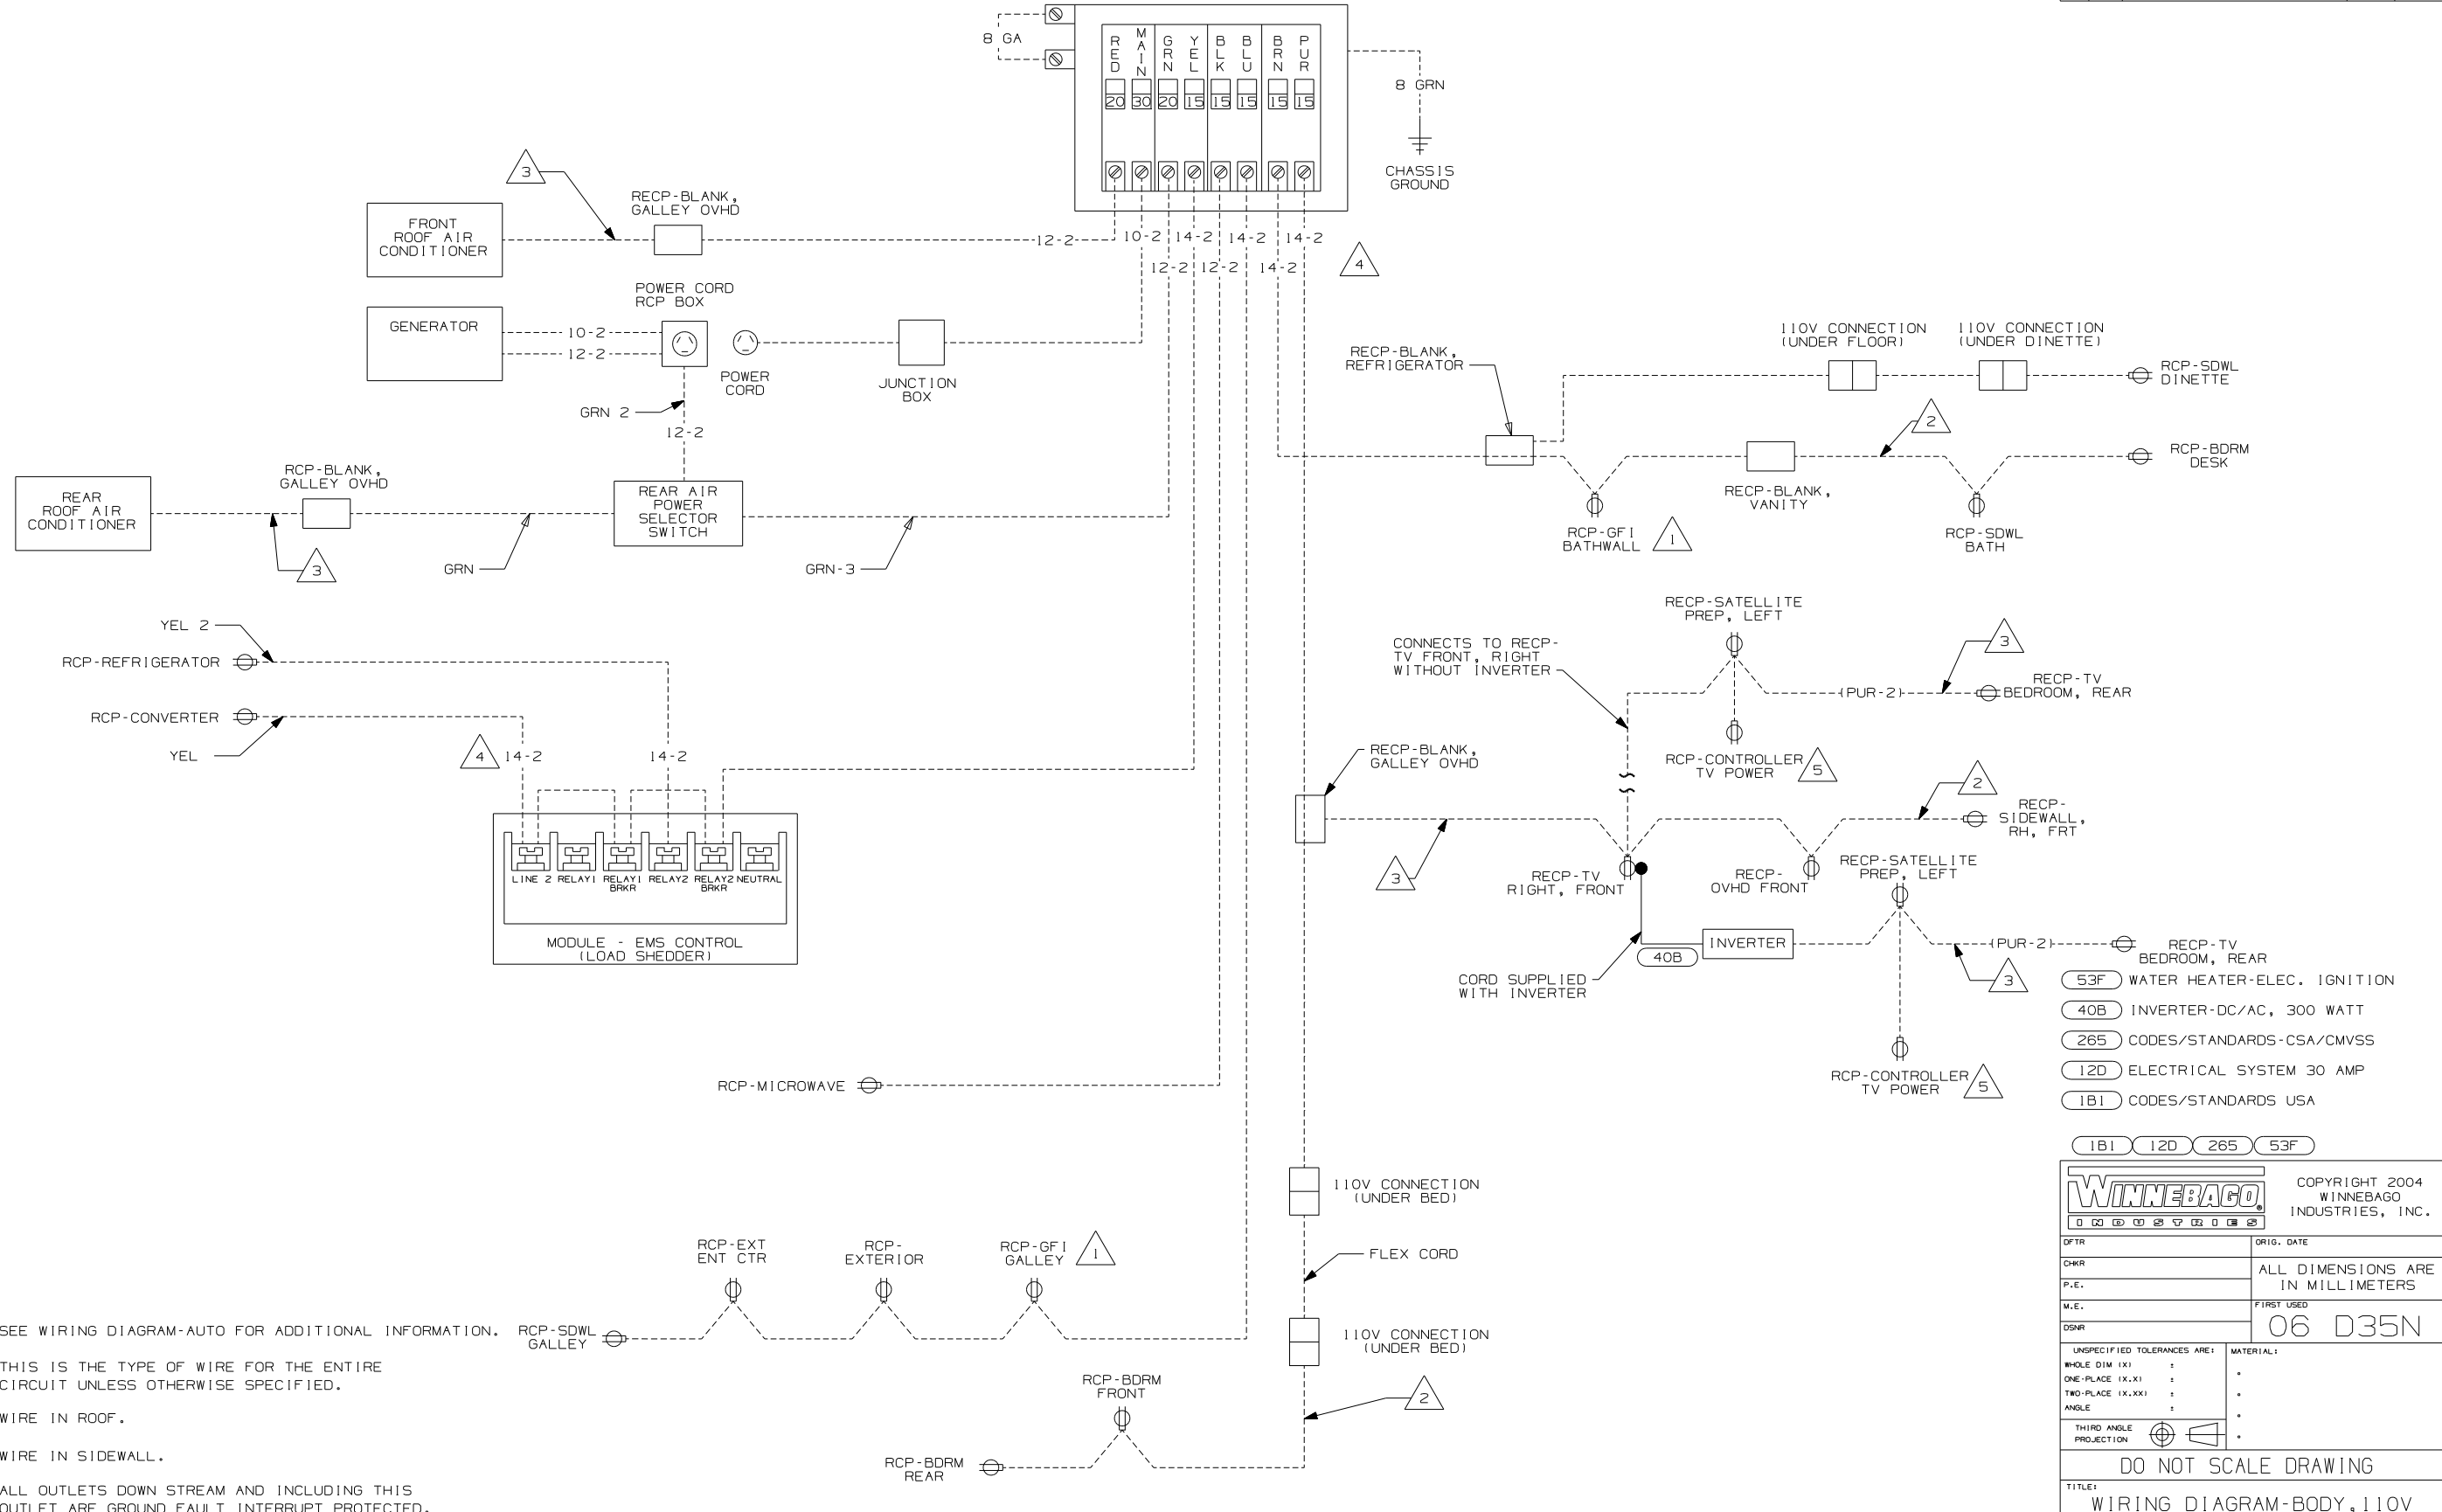 8 GA
RED
MAIN
GRN
YEL
BLK
BLU
BRN
PUR
20
30
20
15
15
15
15
15
8 GRN
CHASSIS
GROUND
3
RECP-BLANK,
GALLEY OVHD
FRONT
ROOF AIR
CONDITIONER
12-2
10-2
14-2
14-2
14-2
12-2
12-2
14-2
4
POWER CORD
RCP BOX
GENERATOR
10-2
12-2
POWER
CORD
JUNCTION
BOX
GRN 2
12-2
RCP-BLANK,
GALLEY OVHD
REAR
ROOF AIR
CONDITIONER
REAR AIR
POWER
SELECTOR
SWITCH
3
GRN
GRN-3
RECP-BLANK,
REFRIGERATOR
110V CONNECTION
(UNDER FLOOR)
110V CONNECTION
(UNDER DINETTE)
RCP-SDWL
DINETTE
2
RCP-BDRM
DESK
RECP-BLANK,
VANITY
RCP-GFI
BATHWALL
1
RCP-SDWL
BATH
YEL 2
RCP-REFRIGERATOR
RCP-CONVERTER
YEL
4
14-2
14-2
LINE 2
RELAY1
RELAY1
BRKR
RELAY2
RELAY2
BRKR
NEUTRAL
MODULE - EMS CONTROL
(LOAD SHEDDER)
RECP-SATELLITE
PREP, LEFT
CONNECTS TO RECP-
TV FRONT, RIGHT
WITHOUT INVERTER
3
(PUR-2)
RECP-TV
BEDROOM, REAR
RECP-BLANK,
GALLEY OVHD
RCP-CONTROLLER
TV POWER
5
2
RECP-
SIDEWALL,
RH, FRT
3
RECP-TV
RIGHT, FRONT
RECP-
OVHD FRONT
RECP-SATELLITE
PREP, LEFT
INVERTER
40B
(PUR-2)
RECP-TV
BEDROOM, REAR
3
CORD SUPPLIED
WITH INVERTER
RCP-CONTROLLER
TV POWER
5
RCP-MICROWAVE
53F WATER HEATER-ELEC. IGNITION
40B INVERTER-DC/AC, 300 WATT
265 CODES/STANDARDS-CSA/CMVSS
12D ELECTRICAL SYSTEM 30 AMP
1B1 CODES/STANDARDS USA
1B1 12D 265 53F
110V CONNECTION
(UNDER BED)
FLEX CORD
110V CONNECTION
(UNDER BED)
2
RCP-EXT
ENT CTR
RCP-
EXTERIOR
RCP-GFI
GALLEY
1
RCP-SDWL
GALLEY
RCP-BDRM
FRONT
RCP-BDRM
REAR
SEE WIRING DIAGRAM-AUTO FOR ADDITIONAL INFORMATION.
THIS IS THE TYPE OF WIRE FOR THE ENTIRE
CIRCUIT UNLESS OTHERWISE SPECIFIED.
WIRE IN ROOF.
WIRE IN SIDEWALL.
ALL OUTLETS DOWN STREAM AND INCLUDING THIS
OUTLET ARE GROUND FAULT INTERRUPT PROTECTED.
WINNEBAGO®
INDUSTRIES
COPYRIGHT 2004
WINNEBAGO
INDUSTRIES, INC.
DFTR
ORIG. DATE
CHKR
ALL DIMENSIONS ARE
IN MILLIMETERS
P.E.
M.E.
FIRST USED
06 D35N
DSNR
UNSPECIFIED TOLERANCES ARE:
MATERIAL:
WHOLE DIM (X) :
ONE-PLACE (X.X) :
TWO-PLACE (X.XX) :
ANGLE :
THIRD ANGLE
PROJECTION
DO NOT SCALE DRAWING
TITLE:
WIRING DIAGRAM-BODY,110V